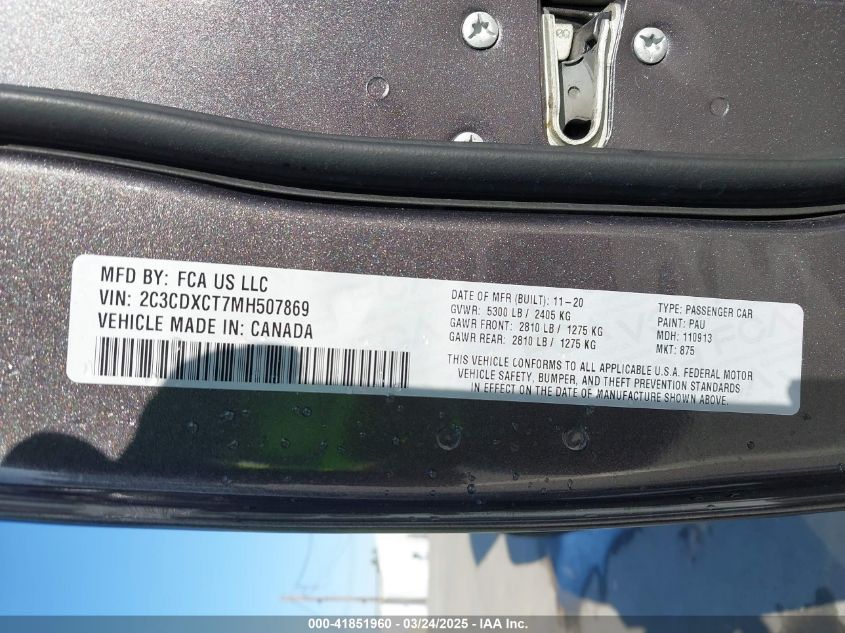 MFD BY: FCA US LLC
VIN: 2C3CDXCT7MH507869
VEHICLE MADE IN: CANADA
DATE OF MFR (BUILT): 11-20
GVWR: 5300 LB / 2405 KG
GAWR FRONT: 2810 LB / 1275 KG
GAWR REAR: 2810 LB / 1275 KG
TYPE: PASSENGER CAR
PAINT: PAU
MDH: 110913
MKT: 875
THIS VEHICLE CONFORMS TO ALL APPLICABLE U.S.A. FEDERAL MOTOR
VEHICLE SAFETY, BUMPER, AND THEFT PREVENTION STANDARDS
IN EFFECT ON THE DATE OF MANUFACTURE SHOWN ABOVE.
000-41851960 - 03/24/2025 - IAA Inc.